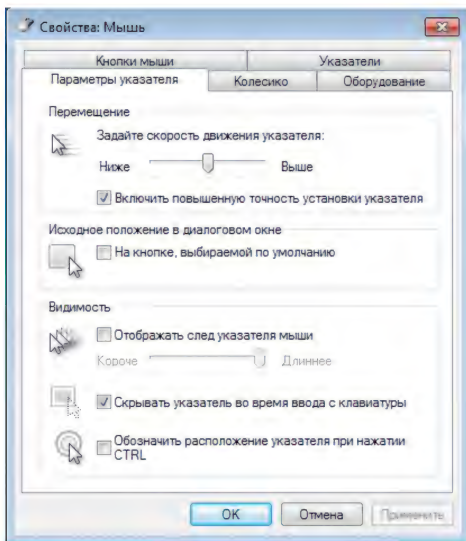 Свойства: Мышь
Кнопки мыши
Указатели
Параметры указателя
Колесико
Оборудование
Перемещение
Задайте скорость движения указателя:
Ниже
Выше
Включить повышенную точность установки указателя
Исходное положение в диалоговом окне
На кнопке, выбираемой по умолчанию
Видимость
Отображать след указателя мыши
Короче
Длиннее
Скрывать указатель во время ввода с клавиатуры
Обозначить расположение указателя при нажатии
CTRL
OK
Отмена
Применить